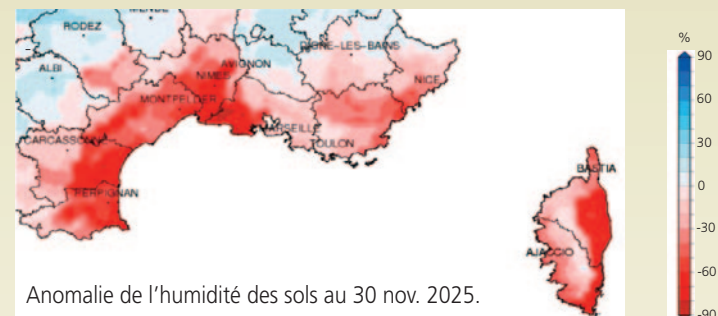 MENDE
RODEZ
DIGNE-LES-BAINS
ALBI
AVIGNON
NIMES
NICE
MONTPELLIER
MARSEILLE
CARCASSONNE
TOULON
PERPIGNAN
BASTIA
AJACCIO
Anomalie de l’humidité des sols au 30 nov. 2025.
%
90
60
30
0
-30
-60
-90